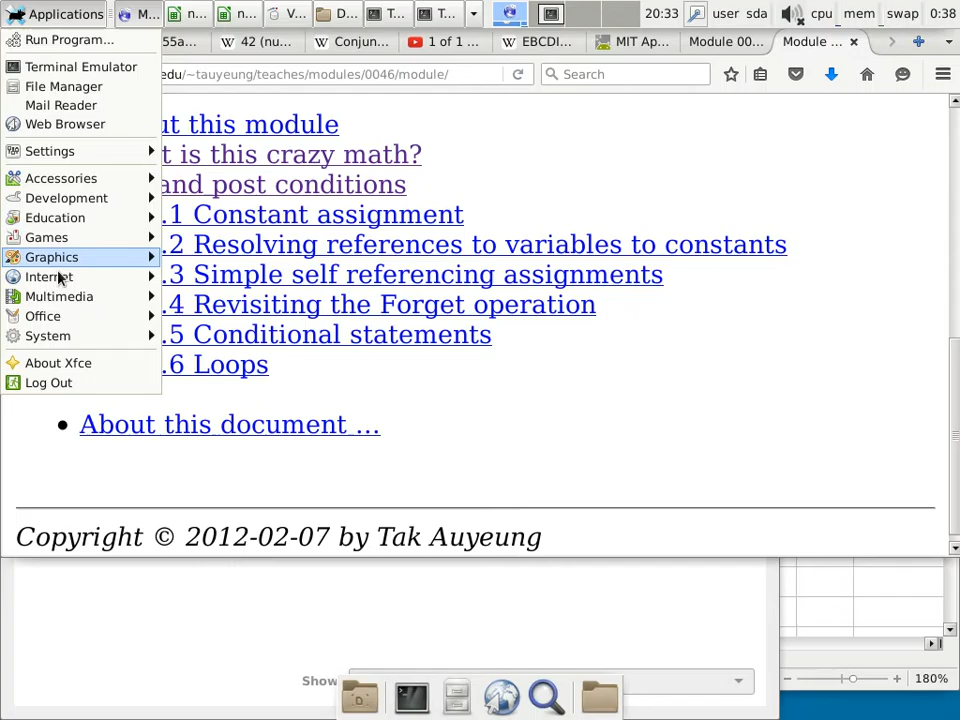 Applications
M...
n...
n...
V...
D...
T...
T...
20:33
user sda
cpu mem swap
0:38
55a...
42 (nu...
Conjun...
1 of 1 ...
EBCDI...
MIT Ap...
Module 00...
Module ...
edu/~tauyeung/teaches/modules/0046/module/
Search
Run Program...
Terminal Emulator
File Manager
Mail Reader
Web Browser
Settings
Accessories
Development
Education
Games
Graphics
Internet
Multimedia
Office
System
About Xfce
Log Out
ut this module
t is this crazy math?
and post conditions
.1 Constant assignment
.2 Resolving references to variables to constants
.3 Simple self referencing assignments
.4 Revisiting the Forget operation
.5 Conditional statements
.6 Loops
About this document ...
Copyright © 2012-02-07 by Tak Auyeung
Show
180%